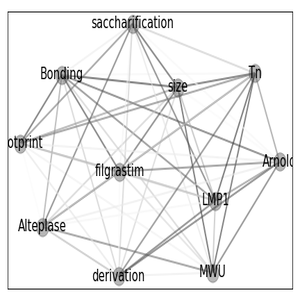 saccharification
Bonding
Tn
size
otprint
Arnold
filgrastim
LMP1
Alteplase
derivation
MWU